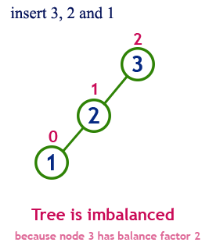 insert 3, 2 and 1
2
3
1
2
0
1
Tree is imbalanced
because node 3 has balance factor 2